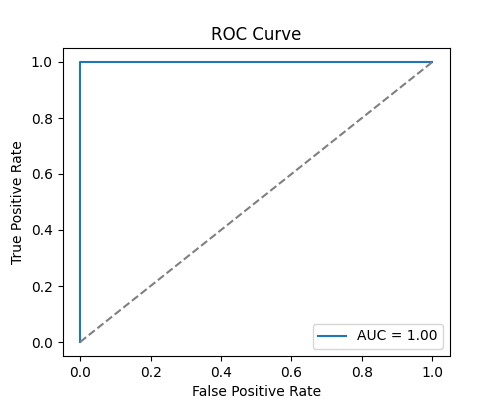 ROC Curve
1.0
0.8
0.6
0.4
0.2
0.0
True Positive Rate
AUC = 1.00
0.0 0.2 0.4 0.6 0.8 1.0
False Positive Rate